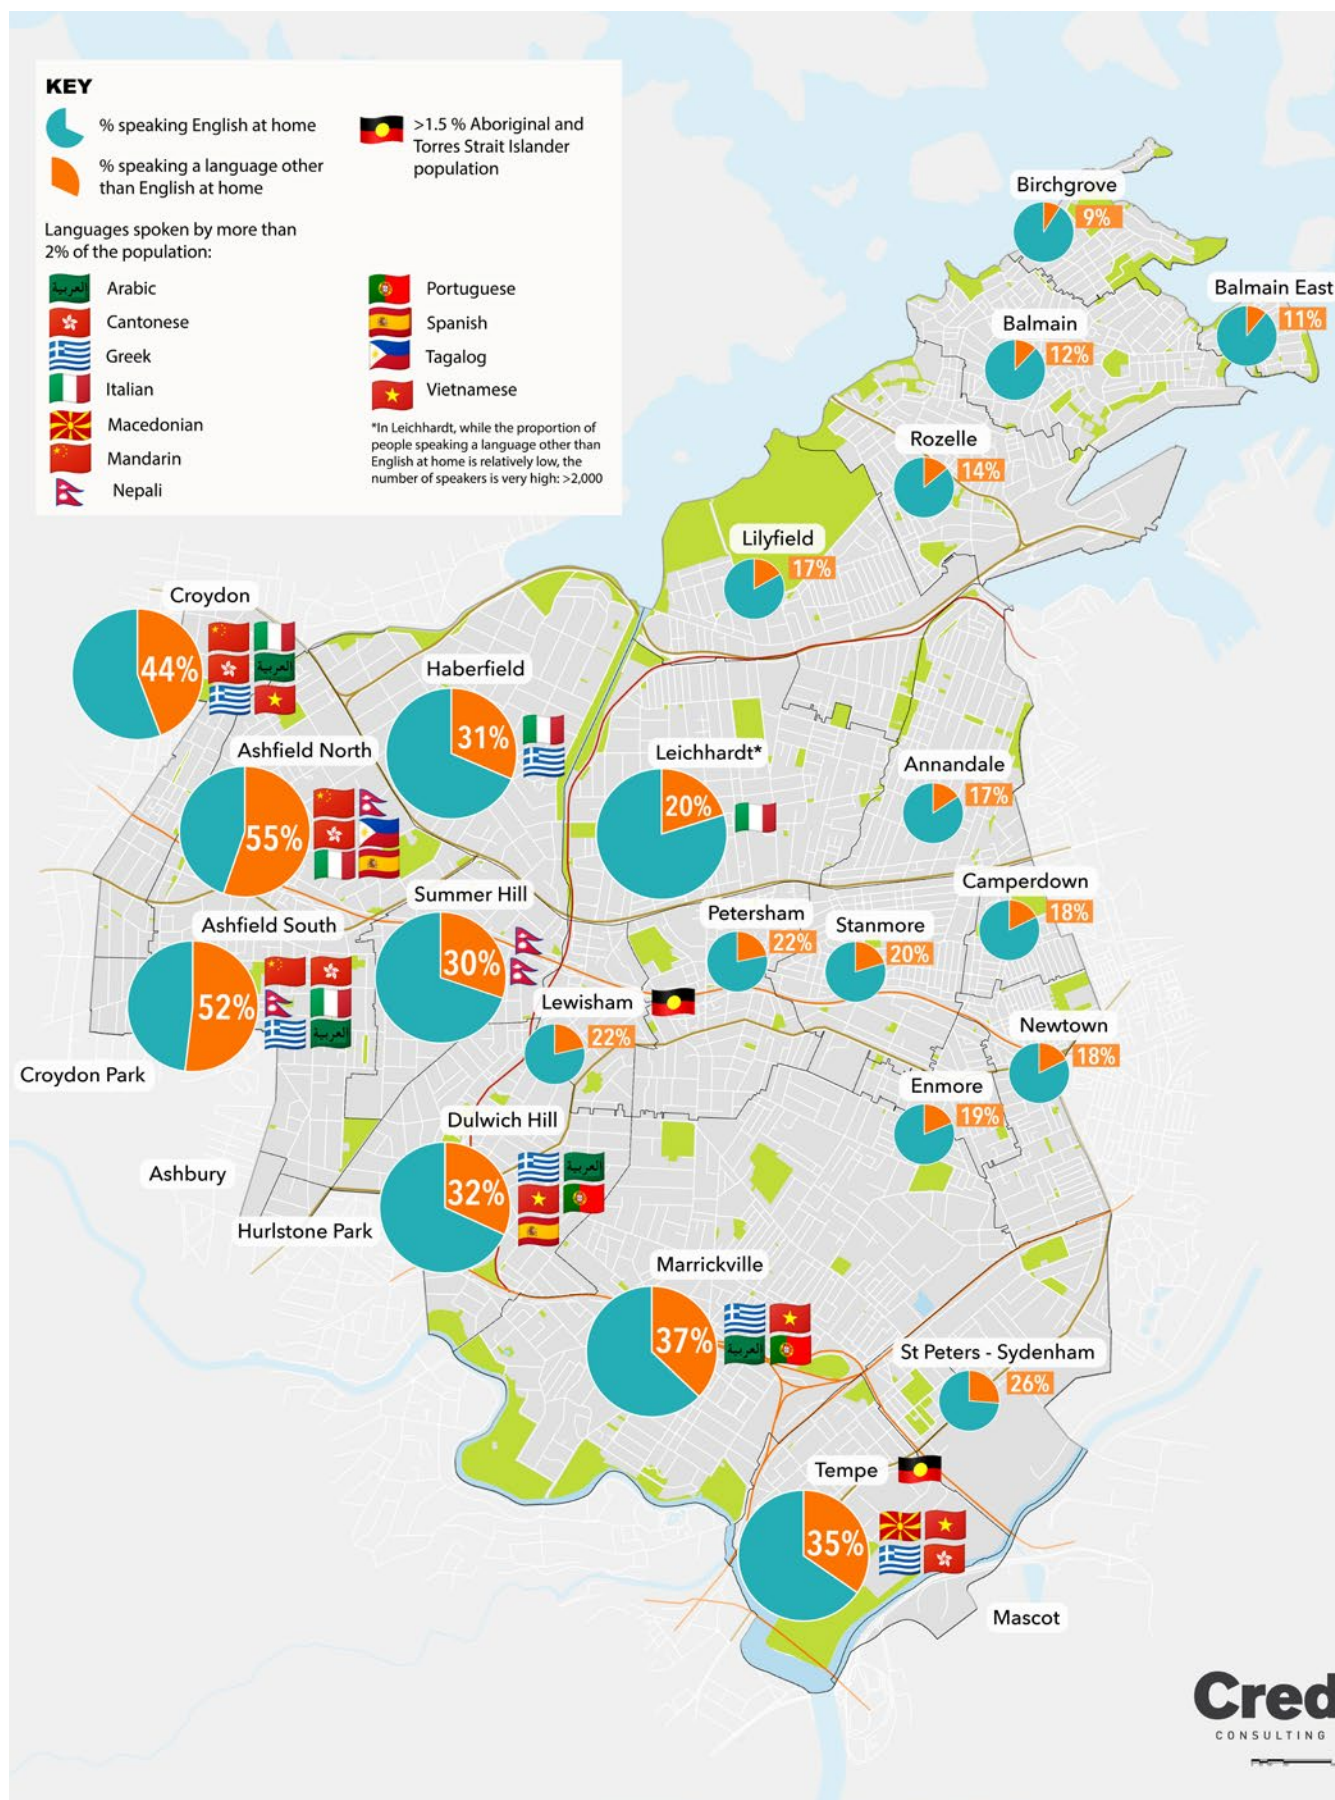 KEY
% speaking English at home
% speaking a language other
than English at home
>1.5 % Aboriginal and
Torres Strait Islander
population
Languages spoken by more than
2% of the population:
العربية Arabic
Cantonese
Greek
Italian
Macedonian
Mandarin
Nepali
Portuguese
Spanish
Tagalog
Vietnamese
*In Leichhardt, while the proportion of
people speaking a language other than
English at home is relatively low, the
number of speakers is very high: >2,000
Birchgrove
9%
Balmain East
11%
Balmain
12%
Rozelle
14%
Lilyfield
17%
Croydon
44%
العربية
Haberfield
31%
Ashfield North
55%
Leichhardt*
20%
Annandale
17%
Summer Hill
30%
Camperdown
18%
Petersham
22%
Stanmore
20%
Ashfield South
52%
العربية
Lewisham
22%
Newtown
18%
Croydon Park
Enmore
19%
Dulwich Hill
32%
العربية
Ashbury
Hurlstone Park
Marrickville
37%
العربية
St Peters - Sydenham
26%
Tempe
35%
Mascot
Cred
CONSULTING